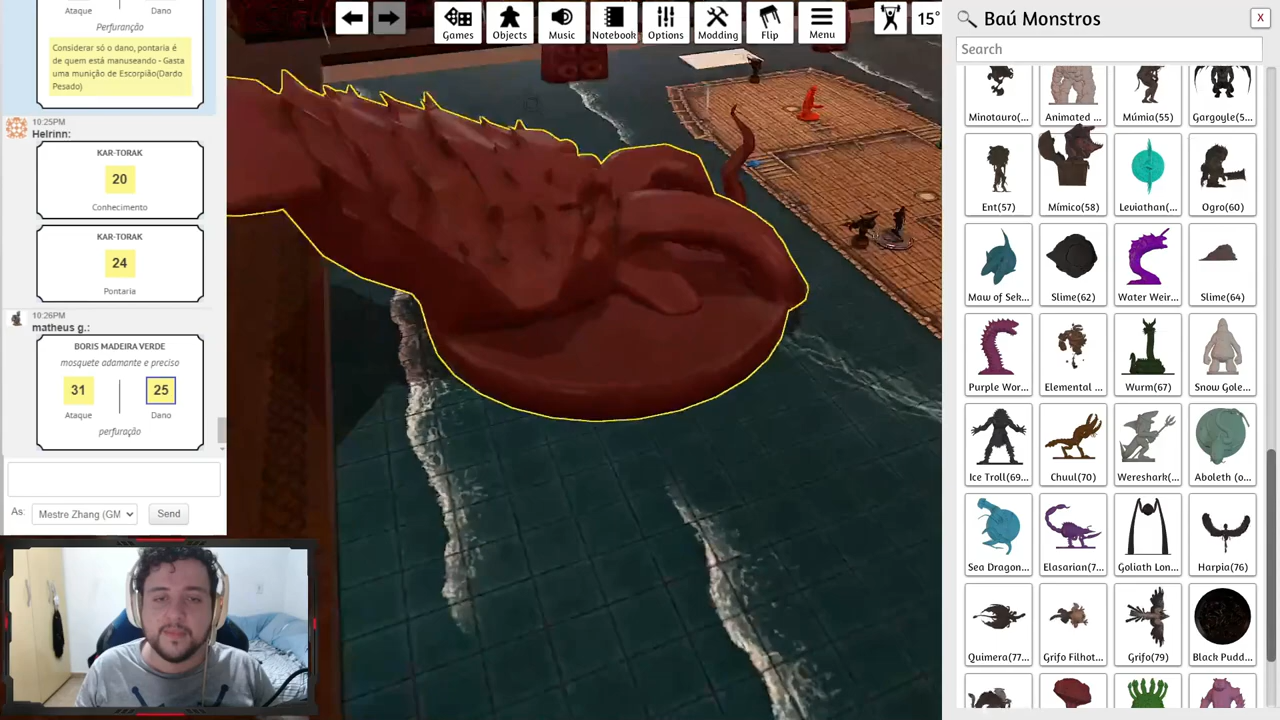 Ataque Dano
Perfuranção
Considerar só o dano, pontaria é
de quem está manuseando - Gasta
uma munição de Escorpião(Dardo
Pesado)
10:25PM
Helrinn:
KAR-TORAK
20
Conhecimento
KAR-TORAK
24
Pontaria
10:26PM
matheus g.:
BORIS MADEIRA VERDE
mosquete adamante e preciso
31 25
Ataque Dano
perfuração
As: Mestre Zhang (GM Send
Games Objects Music Notebook Options Modding Flip Menu
15°
Baú Monstros
X
Search
Minotauro(... Animated ... Múmia(55) Gargoyle(5...
Ent(57) Mímico(58) Leviathan(... Ogro(60)
Maw of Sek... Slime(62) Water Weir... Slime(64)
Purple Wor... Elemental ... Wurm(67) Snow Gole...
Ice Troll(69... Chuul(70) Wereshark(... Aboleth (o...
Sea Dragon... Elasarian(7... Goliath Lon... Harpia(76)
Quimera(77... Grifo Filhot... Grifo(79) Black Pudd...